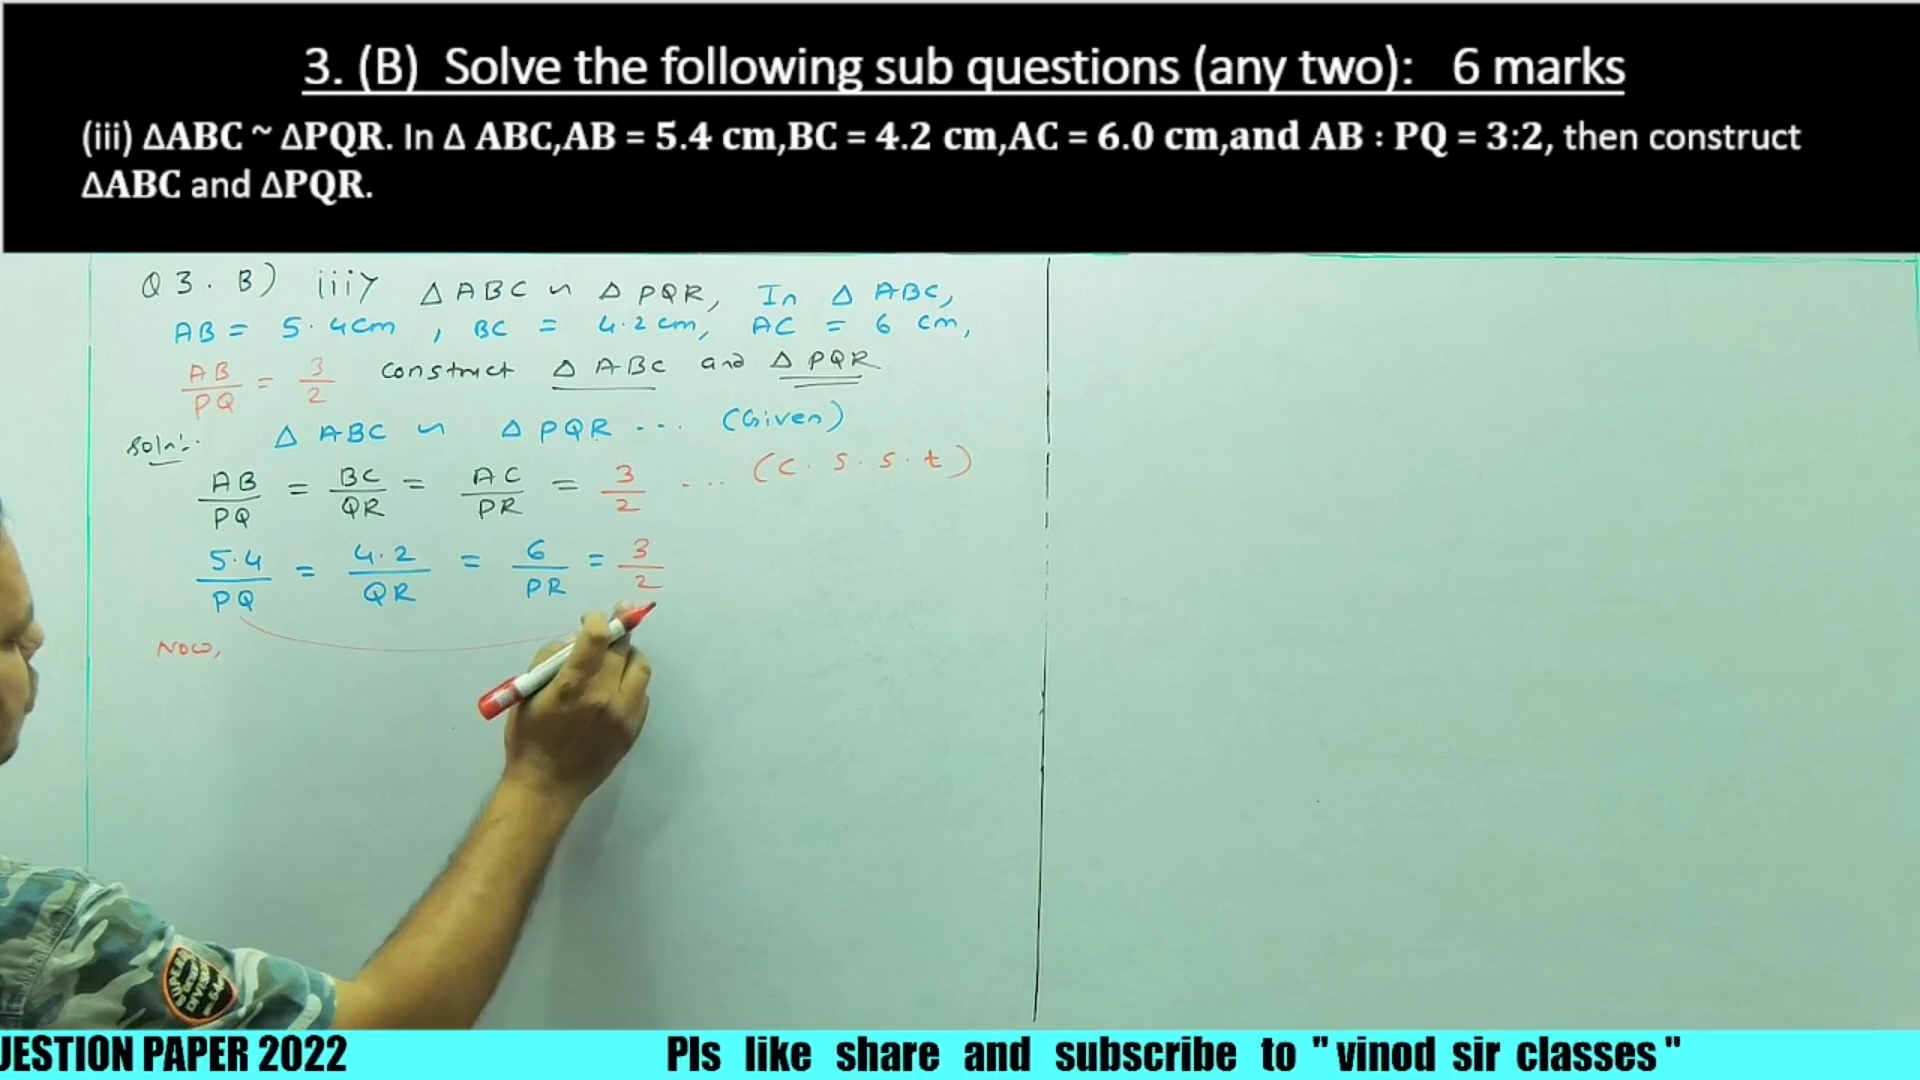 3. (B) Solve the following sub questions (any two): 6 marks
(iii) ΔABC ~ ΔPQR. In Δ ABC,AB = 5.4 cm,BC = 4.2 cm,AC = 6.0 cm,and AB : PQ = 3:2, then construct
ΔABC and ΔPQR.
Q 3. B) iii) Δ ABC ~ Δ PQR, In Δ ABC,
AB = 5.4cm , BC = 4.2 cm, AC = 6 cm,
AB/PQ = 3/2 construct Δ ABC and Δ PQR
Soln:. Δ ABC ~ Δ PQR ... (Given)
AB/PQ = BC/QR = AC/PR = 3/2 ... (c.s.s.t)
5.4/PQ = 4.2/QR = 6/PR = 3/2
Now,
UESTION PAPER 2022 Pls like share and subscribe to "vinod sir classes"